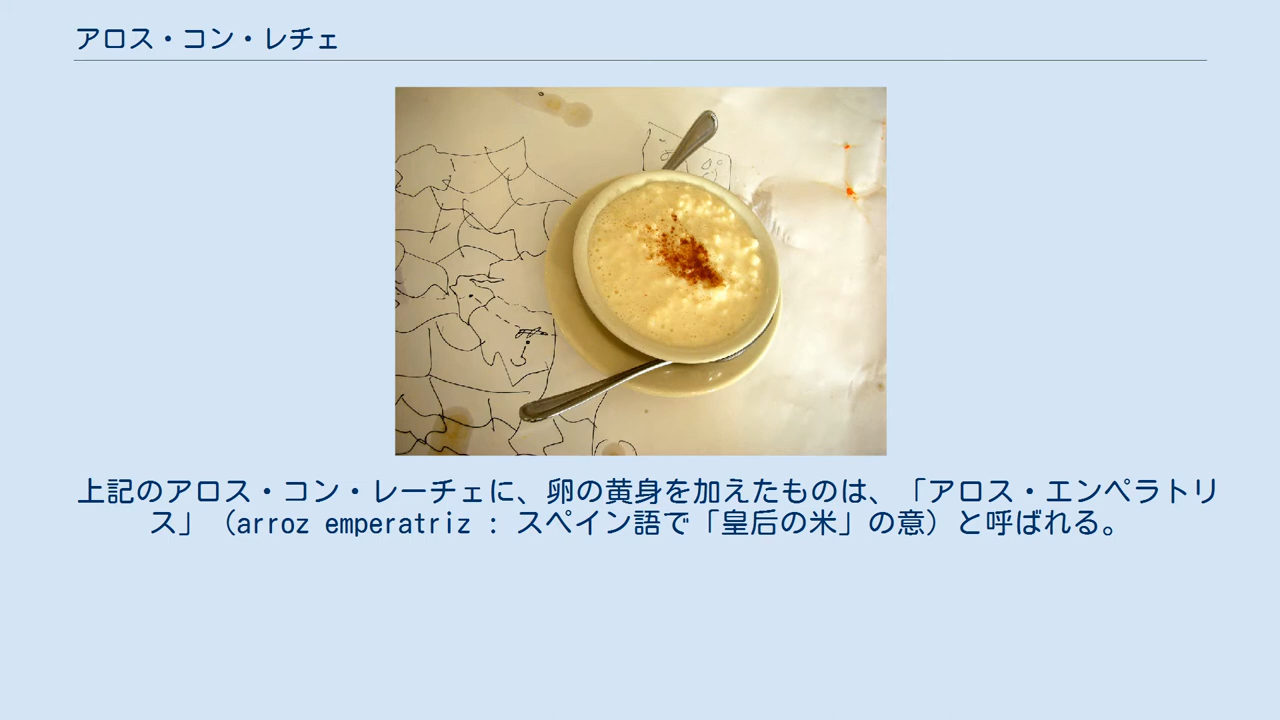 アロス・コン・レチェ
上記のアロス・コン・レーチェに、卵の黄身を加えたものは、「アロス・エンペラトリ
ス」（arroz emperatriz : スペイン語で「皇后の米」の意）と呼ばれる。